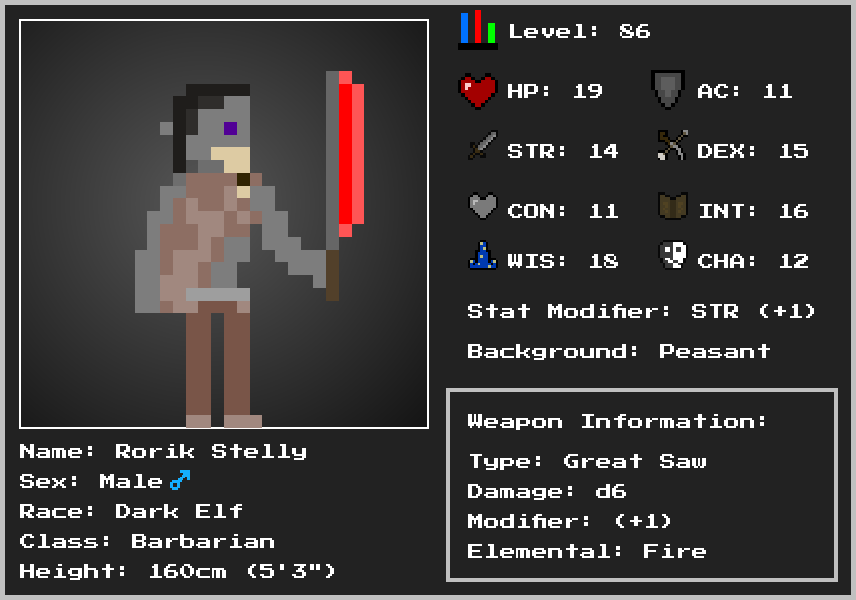 Level: 86
HP: 19 AC: 11
STR: 14 DEX: 15
CON: 11 INT: 16
WIS: 18 CHA: 12
Stat Modifier: STR (+1)
Background: Peasant
Weapon Information:
Type: Great Saw
Damage: d6
Modifier: (+1)
Elemental: Fire
Name: Rorik Stelly
Sex: Male ♂
Race: Dark Elf
Class: Barbarian
Height: 160cm (5'3")